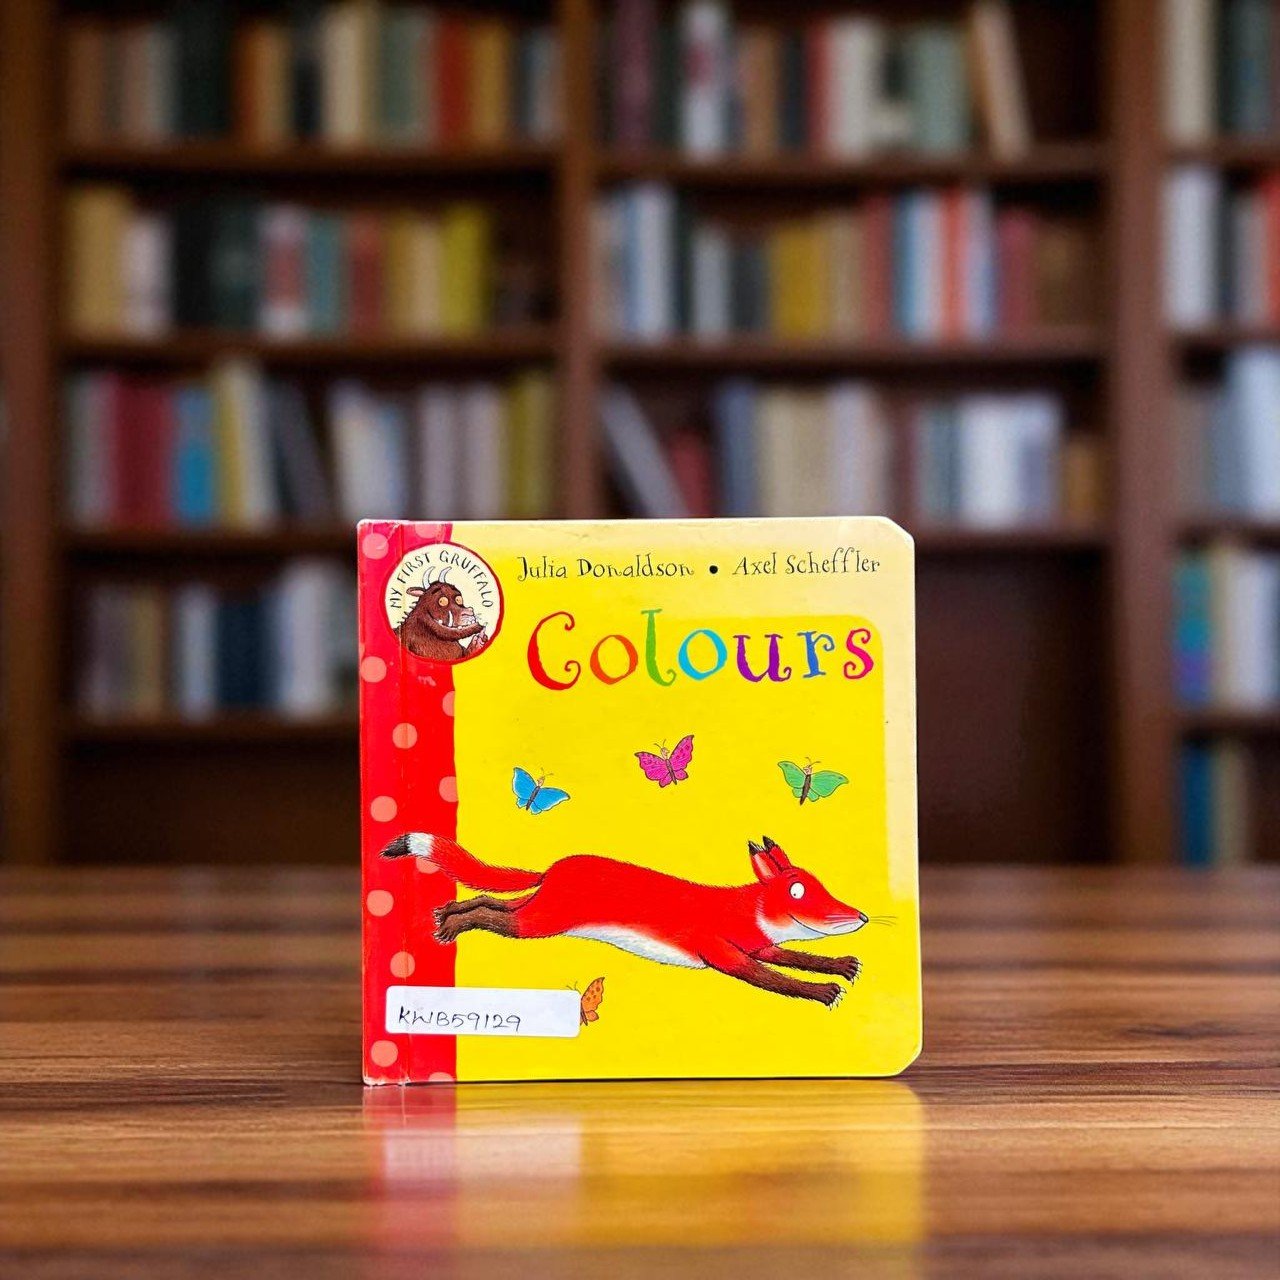 Julia Donaldson • Axel Scheffler
MY FIRST GRUFFALO
Colours
KWB59129